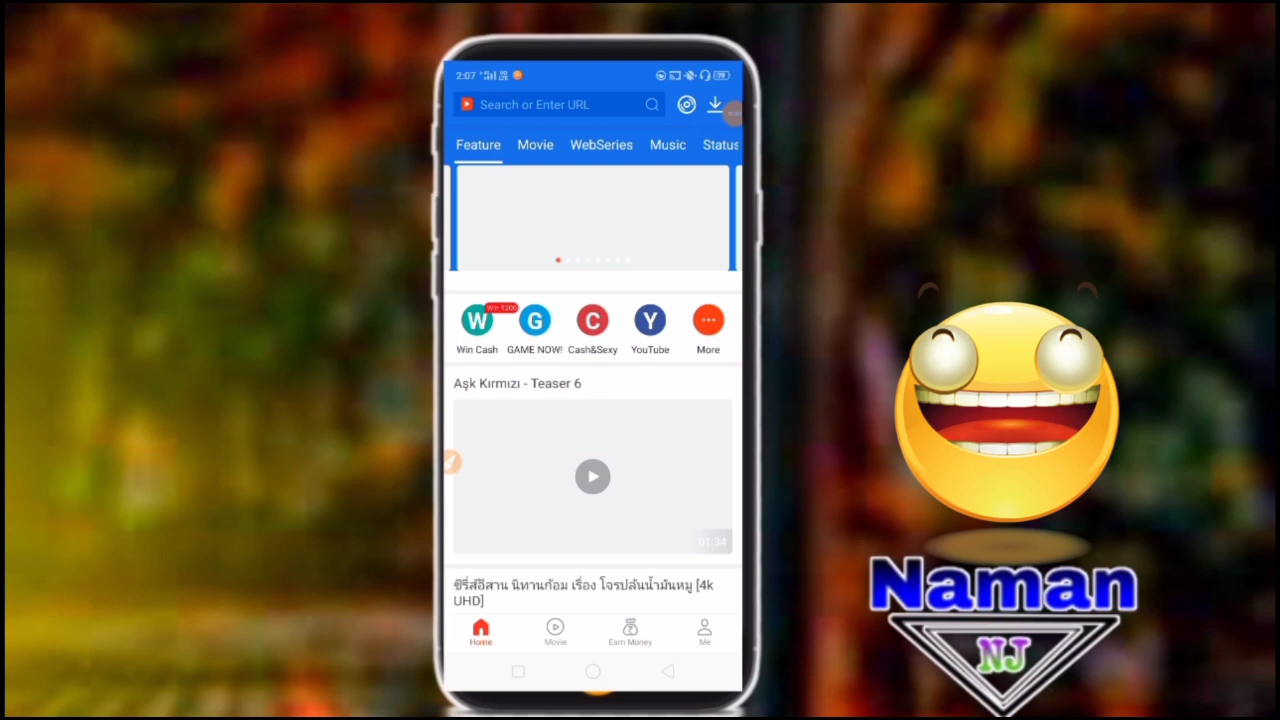 2:07
79
Search or Enter URL
Feature Movie WebSeries Music Status
Win ₹200
W G C Y
Win Cash GAME NOW! Cash&Sexy YouTube More
Aşk Kırmızı - Teaser 6
01:34
ซีรี่ส์อีสาน นิทานก้อม เรื่อง โจรปล้นน้ำมันหมู [4k
UHD]
Home Movie Earn Money Me
Naman
NJ